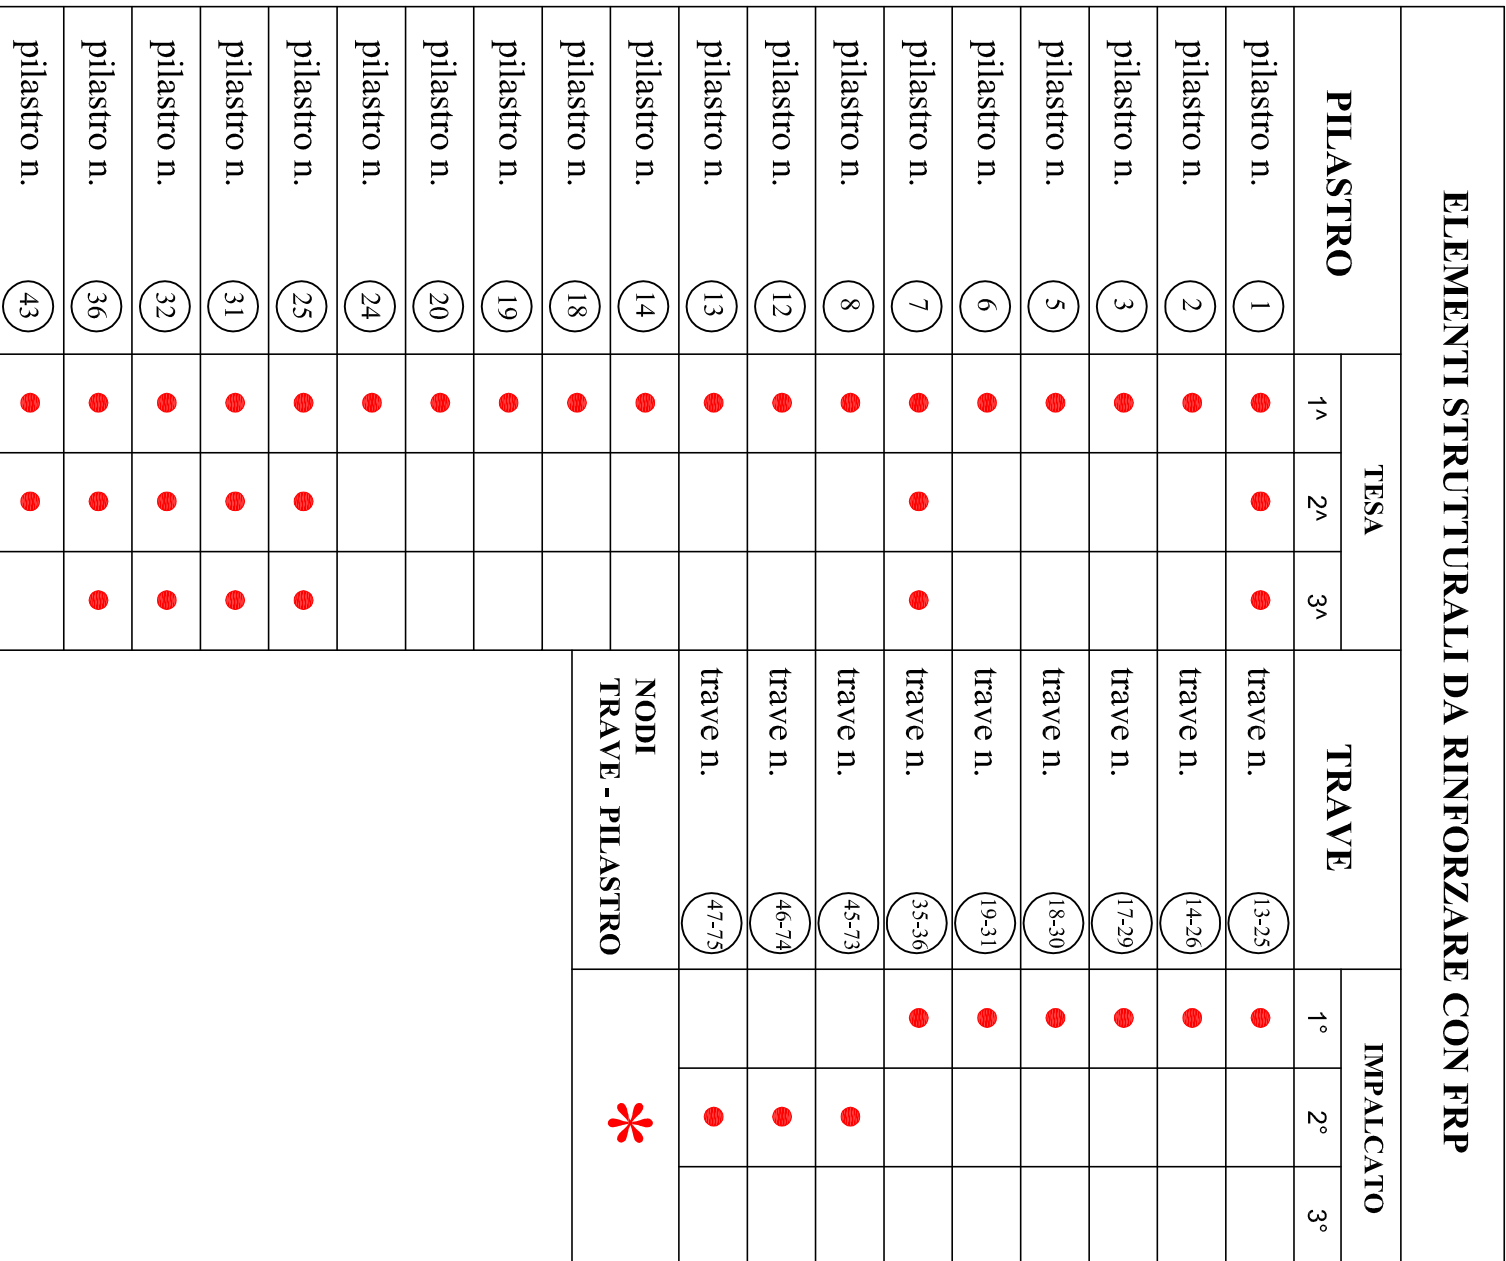 ELEMENTI STRUTTURALI DA RINFORZARE CON FRP
PILASTRO TESA TRAVE IMPALCATO
1^ 2^ 3^ 1° 2° 3°
pilastro n. 1 trave n. 13-25
pilastro n. 2 trave n. 14-26
pilastro n. 3 trave n. 17-29
pilastro n. 5 trave n. 18-30
pilastro n. 6 trave n. 19-31
pilastro n. 7 trave n. 35-36
pilastro n. 8 trave n. 45-73
pilastro n. 12 trave n. 46-74
pilastro n. 13 trave n. 47-75
pilastro n. 14 NODI
pilastro n. 18 TRAVE - PILASTRO *
pilastro n. 19
pilastro n. 20
pilastro n. 24
pilastro n. 25
pilastro n. 31
pilastro n. 32
pilastro n. 36
pilastro n. 43